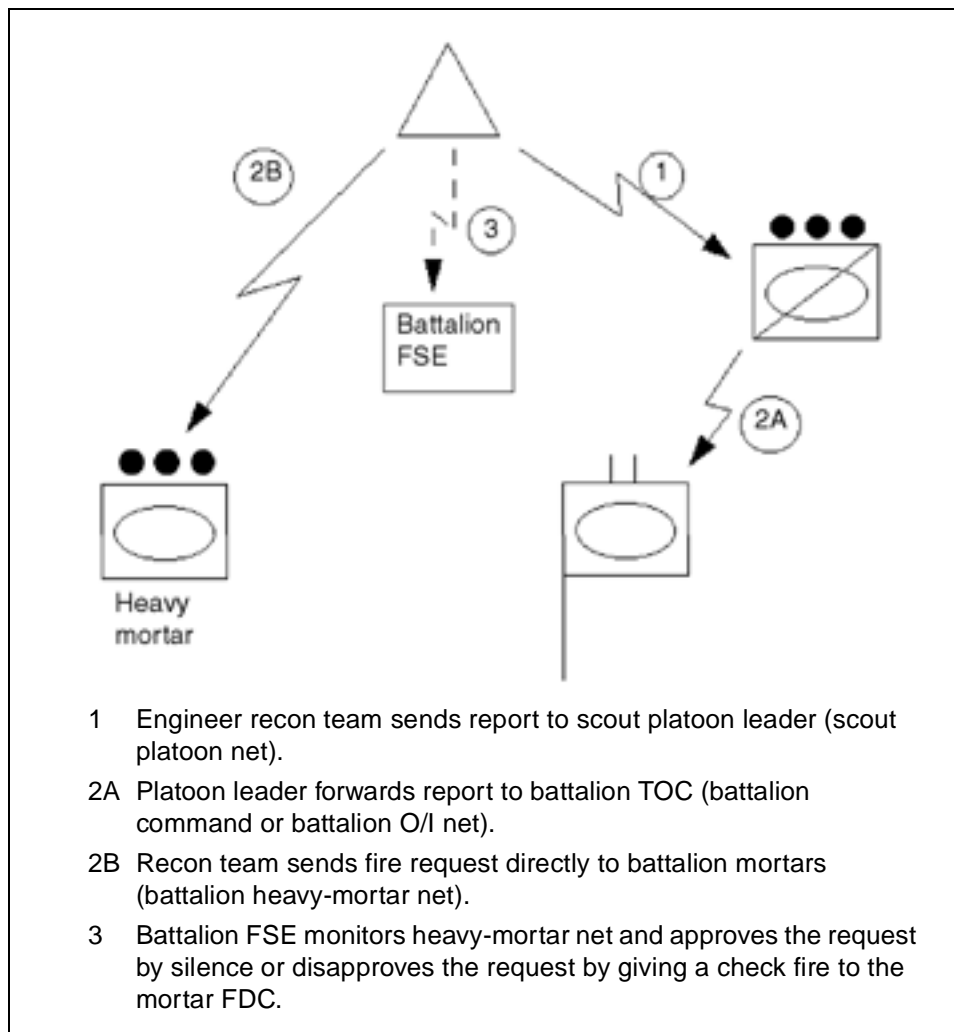 2B
1
3
Battalion
FSE
2A
Heavy
mortar
1 Engineer recon team sends report to scout platoon leader (scout
platoon net).
2A Platoon leader forwards report to battalion TOC (battalion
command or battalion O/I net).
2B Recon team sends fire request directly to battalion mortars
(battalion heavy-mortar net).
3 Battalion FSE monitors heavy-mortar net and approves the request
by silence or disapproves the request by giving a check fire to the
mortar FDC.